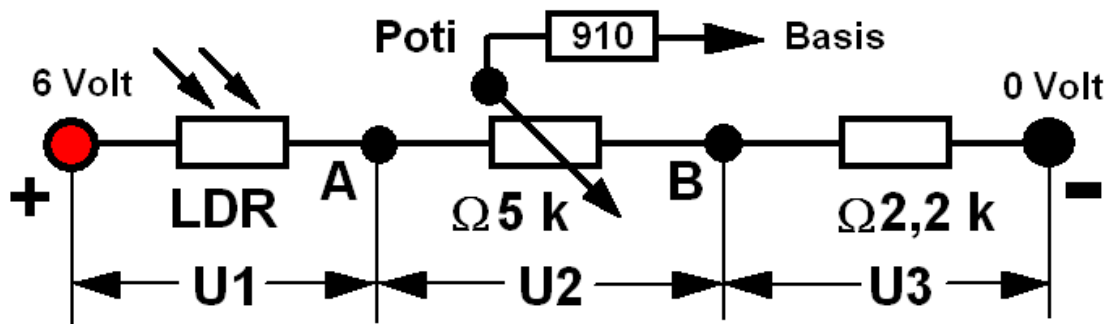 Poti
910
Basis
6 Volt
0 Volt
+
A
B
-
LDR
Ω5 k
Ω2,2 k
U1
U2
U3